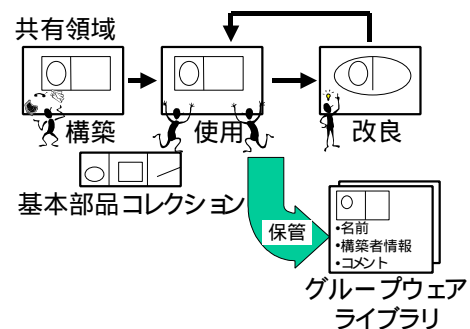 共有領域
構築
使用
改良
基本部品コレクション
保管
•名前
•構築者情報
•コメント
グループウェア
ライブラリ